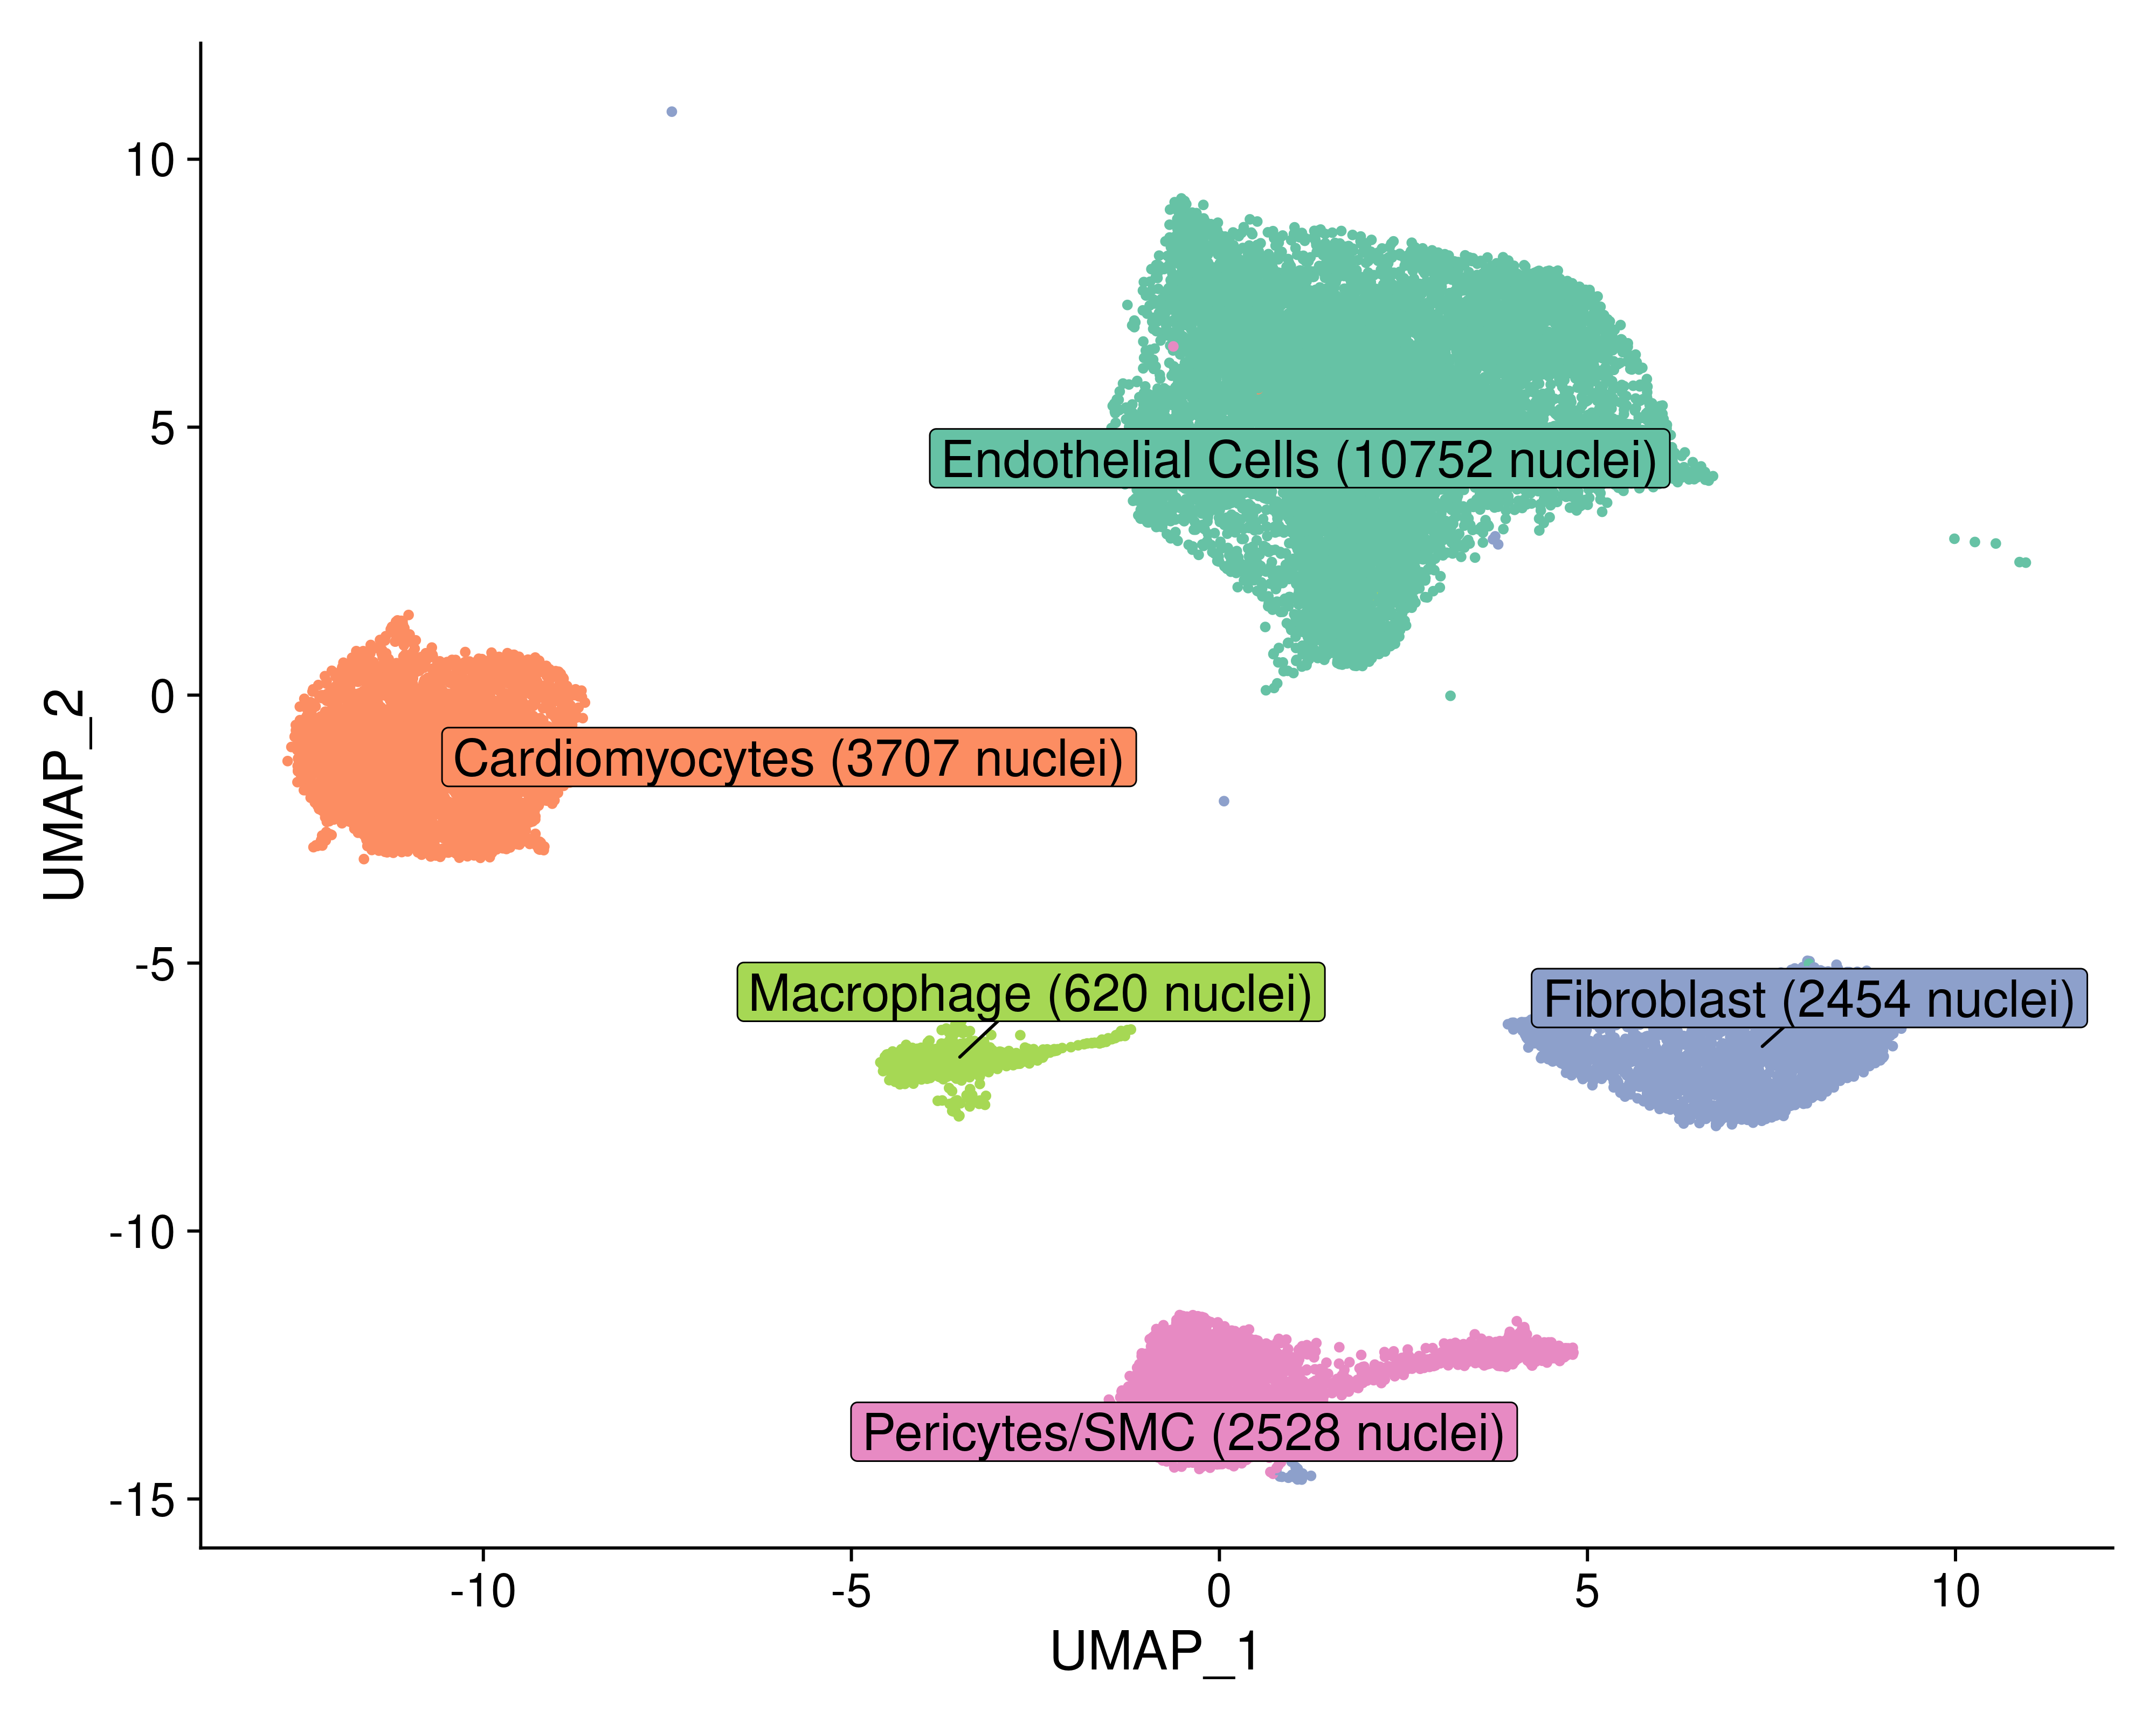 10
5
Endothelial Cells (10752 nuclei)
0
Cardiomyocytes (3707 nuclei)
UMAP_2
-5
Macrophage (620 nuclei)
Fibroblast (2454 nuclei)
-10
Pericytes/SMC (2528 nuclei)
-15
-10 -5 0 5 10
UMAP_1